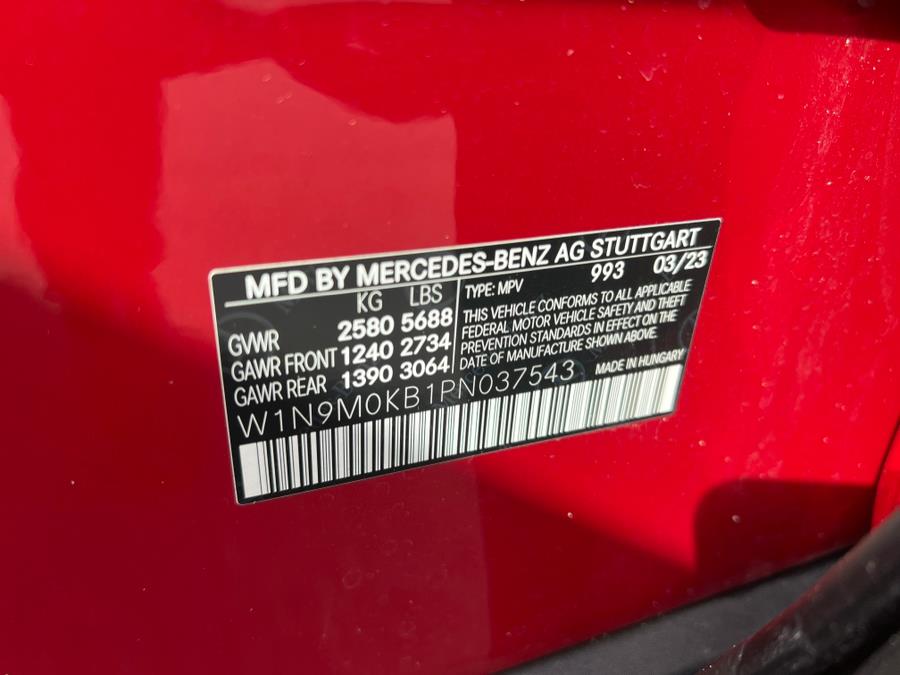 MFD BY MERCEDES-BENZ AG STUTTGART
KG LBS
GVWR 2580 5688
GAWR FRONT 1240 2734
GAWR REAR 1390 3064
TYPE: MPV 993 03/23
THIS VEHICLE CONFORMS TO ALL APPLICABLE
FEDERAL MOTOR VEHICLE SAFETY AND THEFT
PREVENTION STANDARDS IN EFFECT ON THE
DATE OF MANUFACTURE SHOWN ABOVE.
MADE IN HUNGARY
W1N9M0KB1PN037543